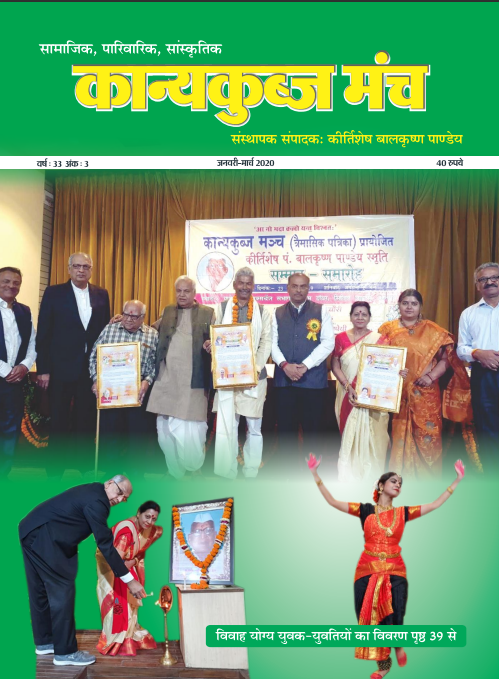 सामाजिक, पारिवारिक, सांस्कृतिक
कान्यकुब्ज मंच
संस्थापक संपादक: कीर्तिशेष बालकृष्ण पाण्डेय
वर्ष : 33 अंक : 3
जनवरी-मार्च 2020
40 रुपये
कान्यकुब्ज मञ्च (त्रैमासिक पत्रिका) प्रायोजित
कीर्तिशेष पं. बालकृष्ण पाण्डेय स्मृति
सम्मान - समारोह
विवाह योग्य युवक-युवतियों का विवरण पृष्ठ 39 से